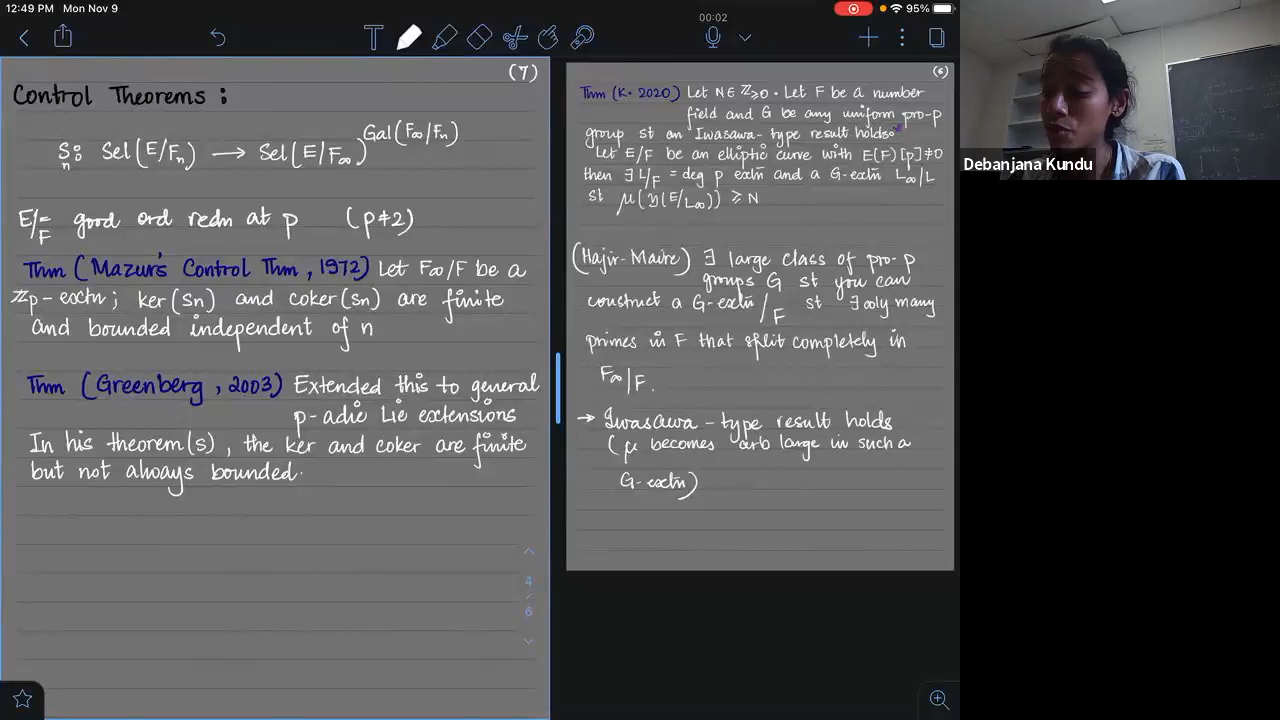 12:49 PM Mon Nov 9
00:02
95%
(7)
Control Theorems :
Sn : Sel(E/Fn) → Sel(E/F∞)^Gal(F∞/Fn)
E/F = good ord redn at p (p≠2)
Thm (Mazur's Control Thm, 1972) Let F∞/F be a
ℤp-extn; ker(sn) and coker(sn) are finite
and bounded independent of n
Thm (Greenberg, 2003) Extended this to general
p-adic Lie extensions
In his theorem(s), the ker and coker are finite
but not always bounded.
4
6
(6)
Thm (K. 2020) Let N∈ℤ≥0. Let F be a number
field and G be any uniform pro-p
group st an Iwasawa-type result holds.
Let E/F be an elliptic curve with E(F)[p]≠0
then ∃ L/F = deg p extn and a G-extn L∞/L
st μ(Y(E/L∞)) ≥ N
(Hajir-Maire) ∃ large class of pro-p
groups G st you can
construct a G-extn/F st ∃ ∞ly many
primes in F that split completely in
F∞/F.
→ Iwasawa-type result holds
(μ becomes arb large in such a
G-extn)
Debanjana Kundu